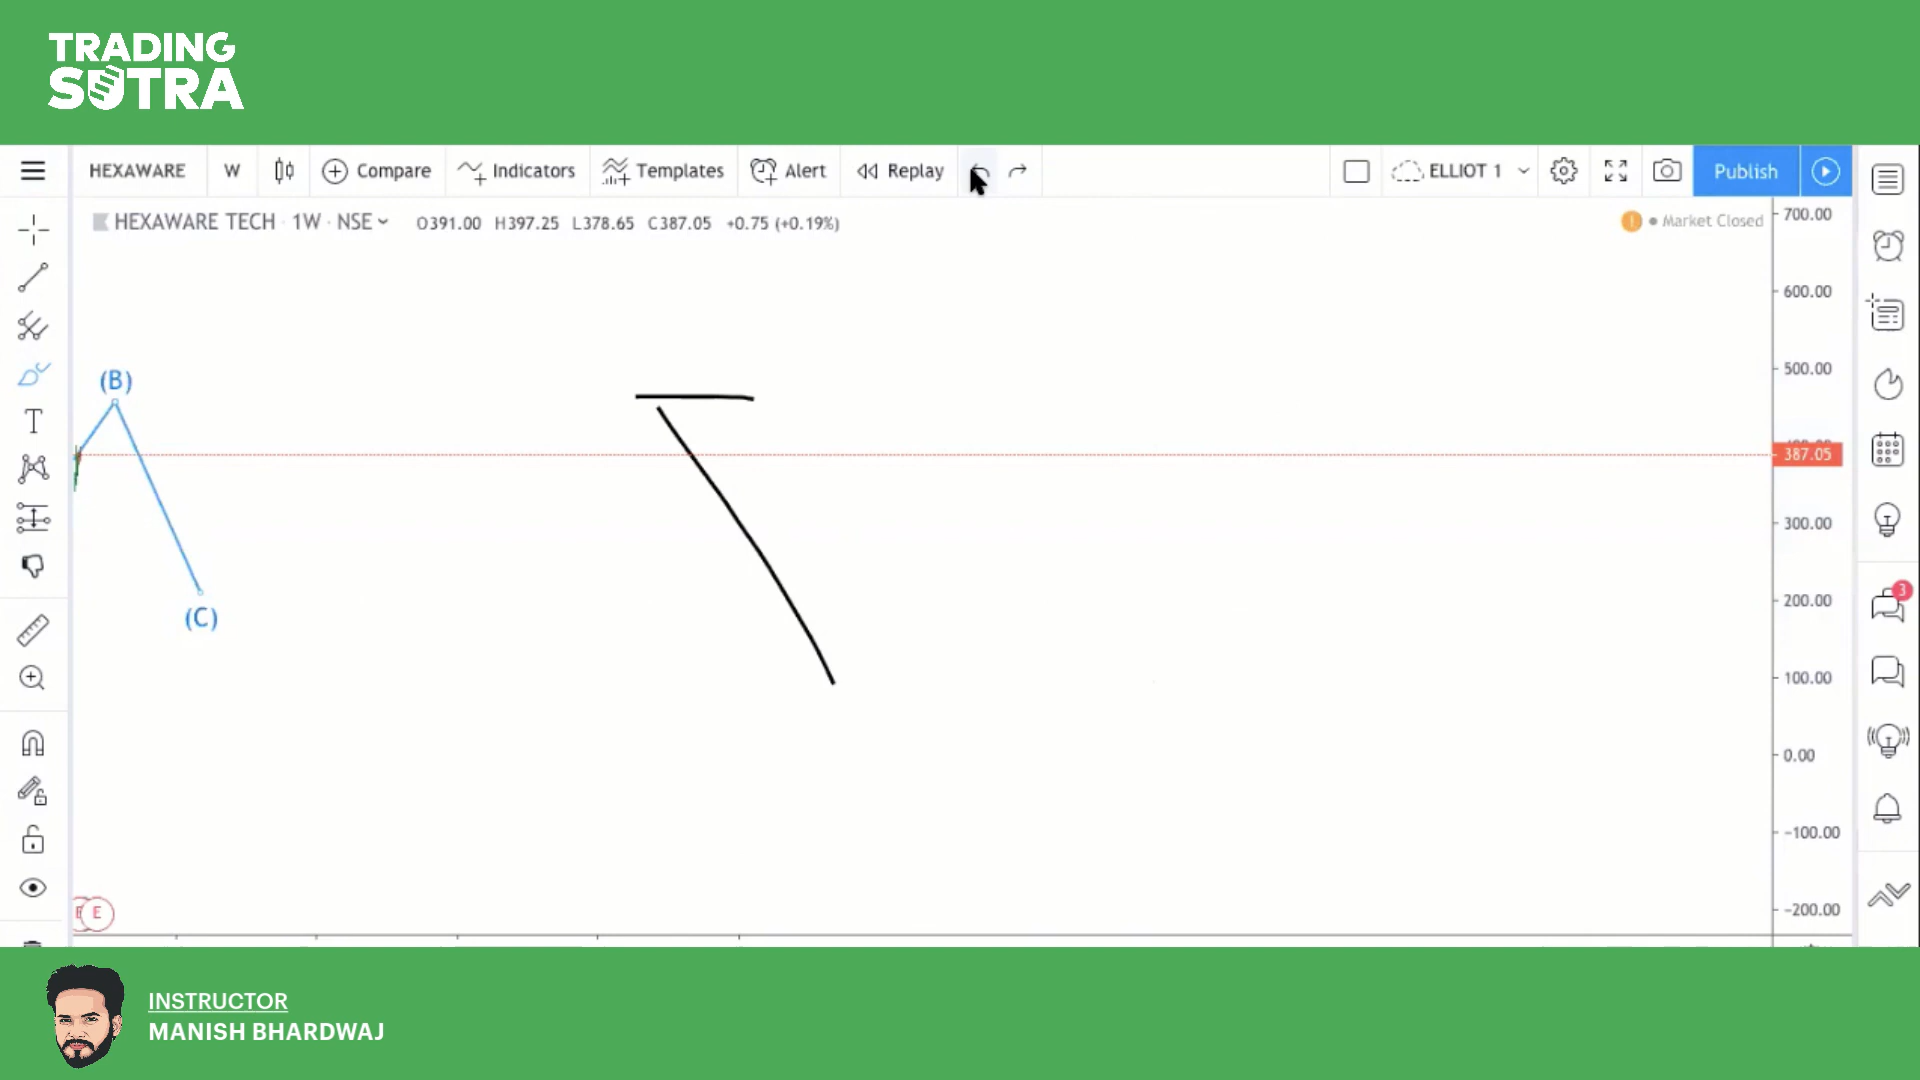 TRADING
SUTRA
HEXAWARE W Compare Indicators Templates Alert Replay ELLIOT 1 Publish
HEXAWARE TECH · 1W · NSE O391.00 H397.25 L378.65 C387.05 +0.75 (+0.19%)
! Market Closed
700.00
600.00
500.00
387.05
300.00
200.00
100.00
0.00
-100.00
-200.00
(B)
(C)
T
3
E
INSTRUCTOR
MANISH BHARDWAJ